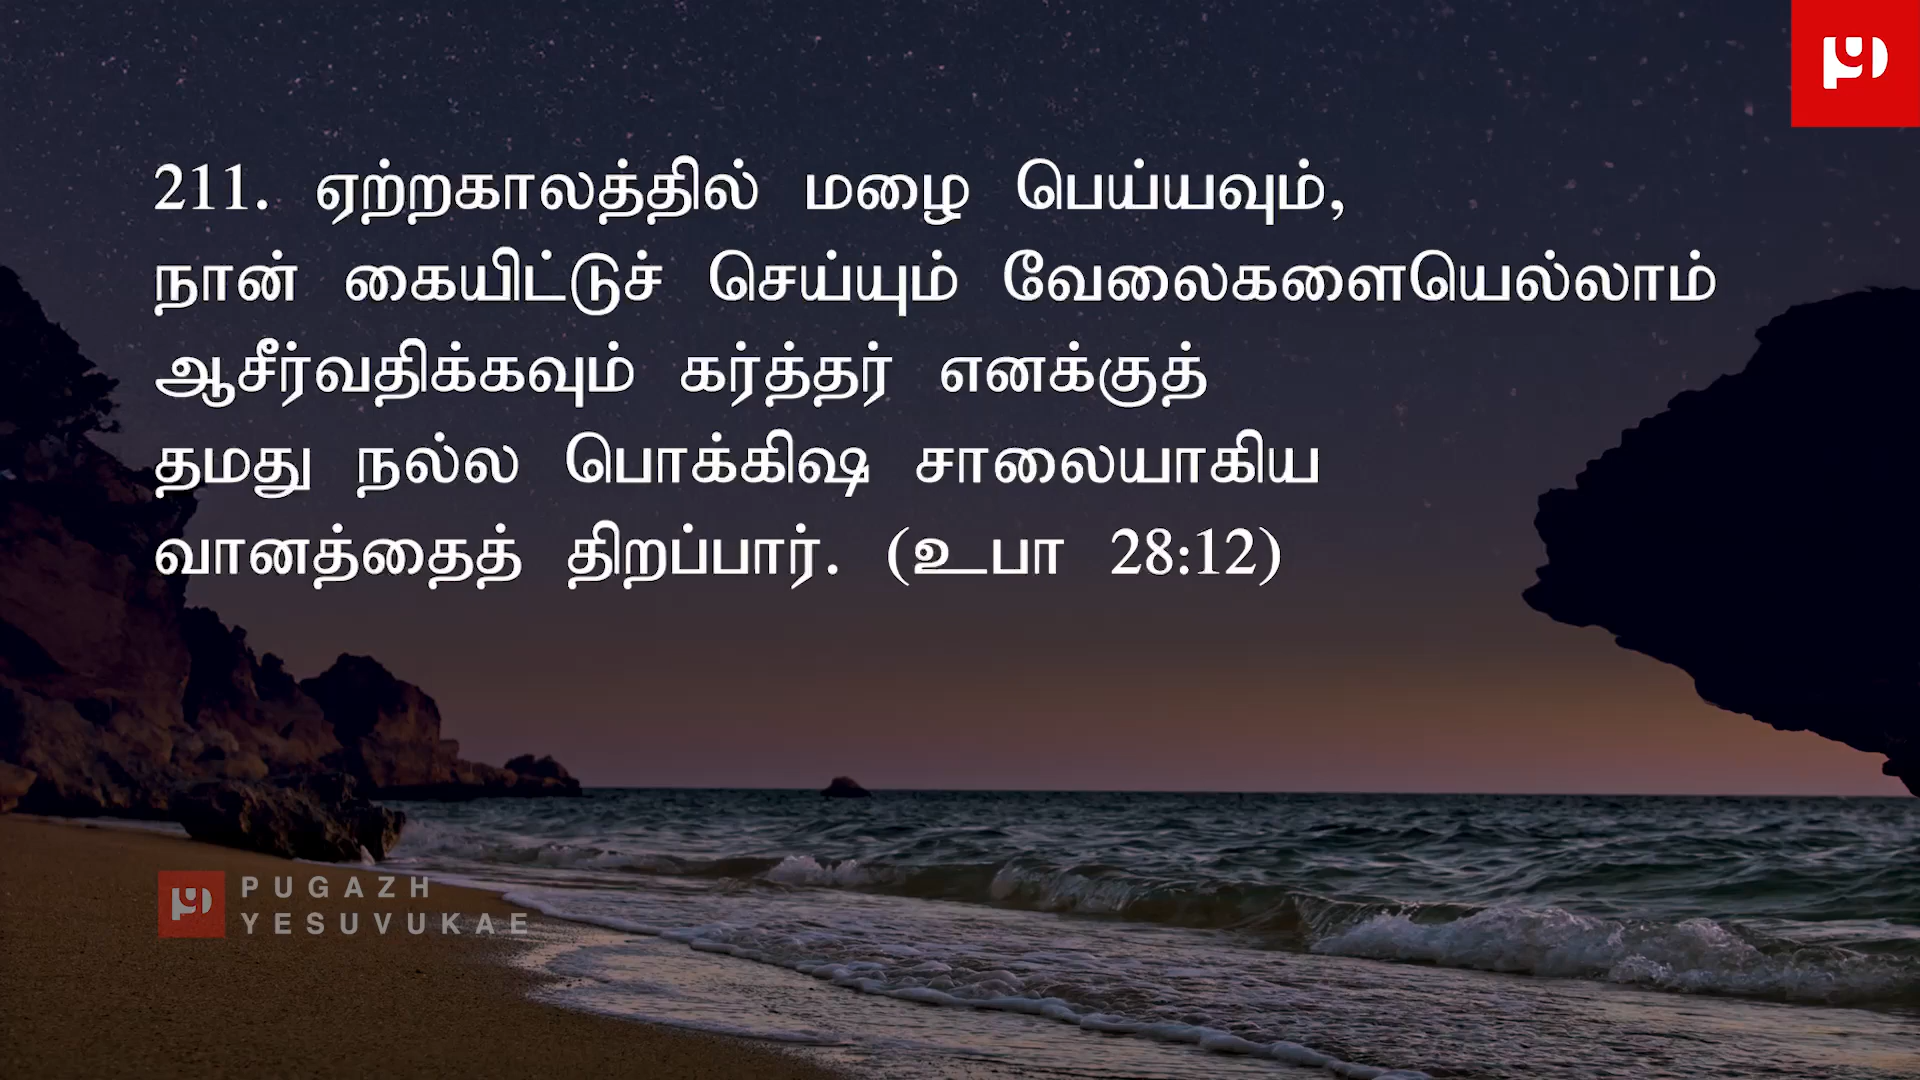 211. ஏற்றகாலத்தில் மழை பெய்யவும்,
நான் கையிட்டுச் செய்யும் வேலைகளையெல்லாம்
ஆசீர்வதிக்கவும் கர்த்தர் எனக்குத்
தமது நல்ல பொக்கிஷ சாலையாகிய
வானத்தைத் திறப்பார். (உபா 28:12)
PUGAZH
YESUVUKAE